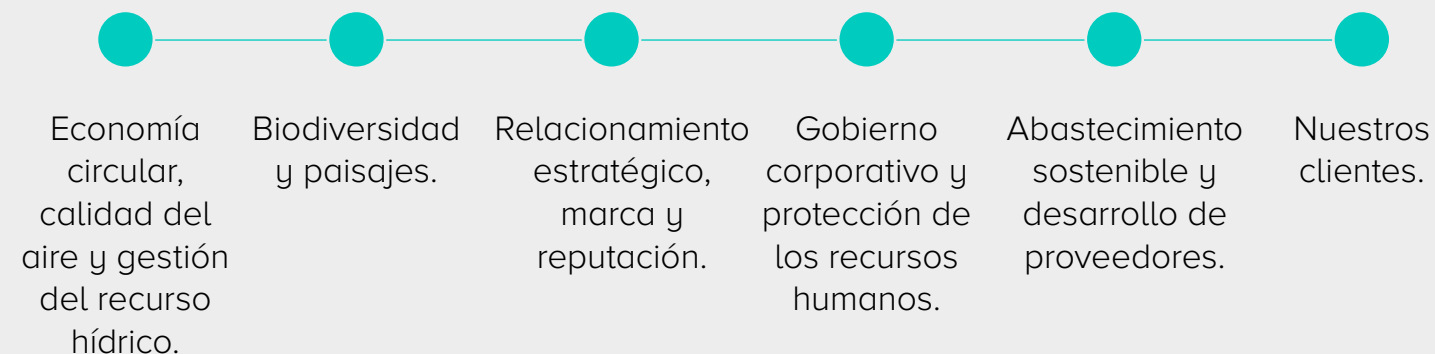 Economía
circular,
calidad del
aire y gestión
del recurso
hídrico.
Biodiversidad
y paisajes.
Relacionamiento
estratégico,
marca y
reputación.
Gobierno
corporativo y
protección de
los recursos
humanos.
Abastecimiento
sostenible y
desarrollo de
proveedores.
Nuestros
clientes.